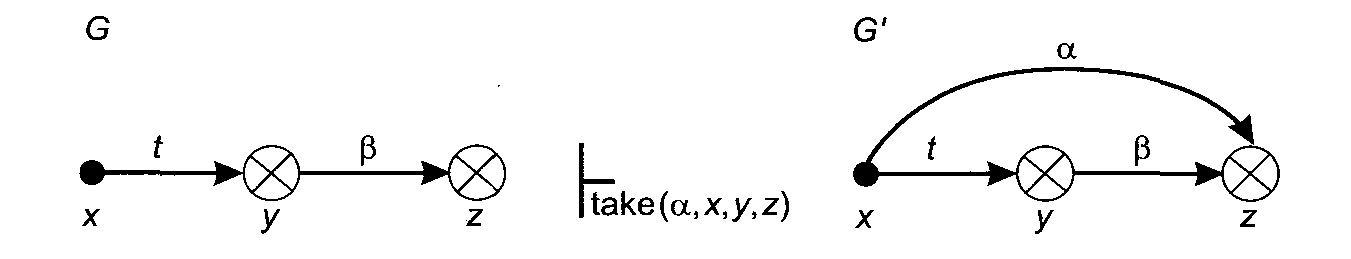 G G'
α
t β t β
x y z take(α, x, y, z) x y z